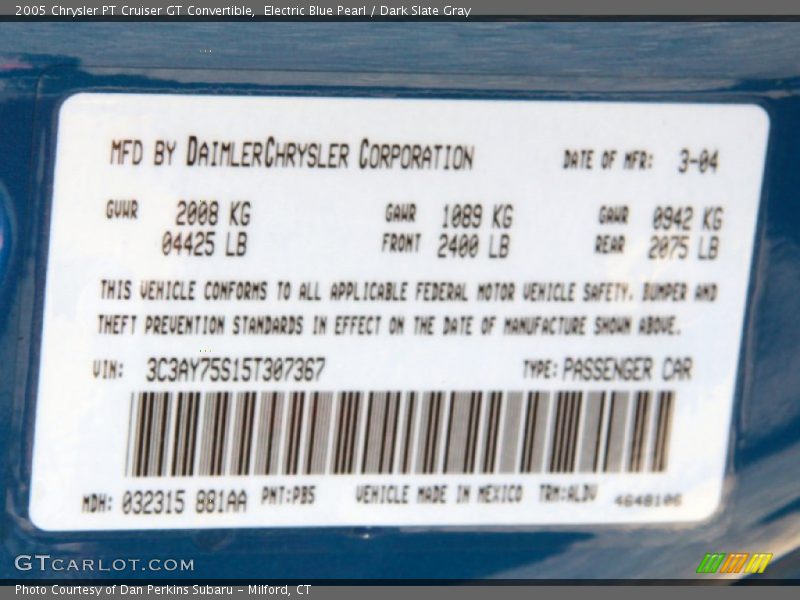 2005 Chrysler PT Cruiser GT Convertible, Electric Blue Pearl / Dark Slate Gray
MFD BY DAIMLERCHRYSLER CORPORATION DATE OF MFR: 3-04
GVWR 2008 KG GAWR 1089 KG GAWR 0942 KG
04425 LB FRONT 2400 LB REAR 2075 LB
THIS VEHICLE CONFORMS TO ALL APPLICABLE FEDERAL MOTOR VEHICLE SAFETY, BUMPER AND
THEFT PREVENTION STANDARDS IN EFFECT ON THE DATE OF MANUFACTURE SHOWN ABOVE.
VIN: 3C3AY75S15T307367 TYPE: PASSENGER CAR
MDH: 032315 881AA PNT:PB5 VEHICLE MADE IN MEXICO TRM:ALDV 4648106
GTCARLOT.COM
Photo Courtesy of Dan Perkins Subaru – Milford, CT